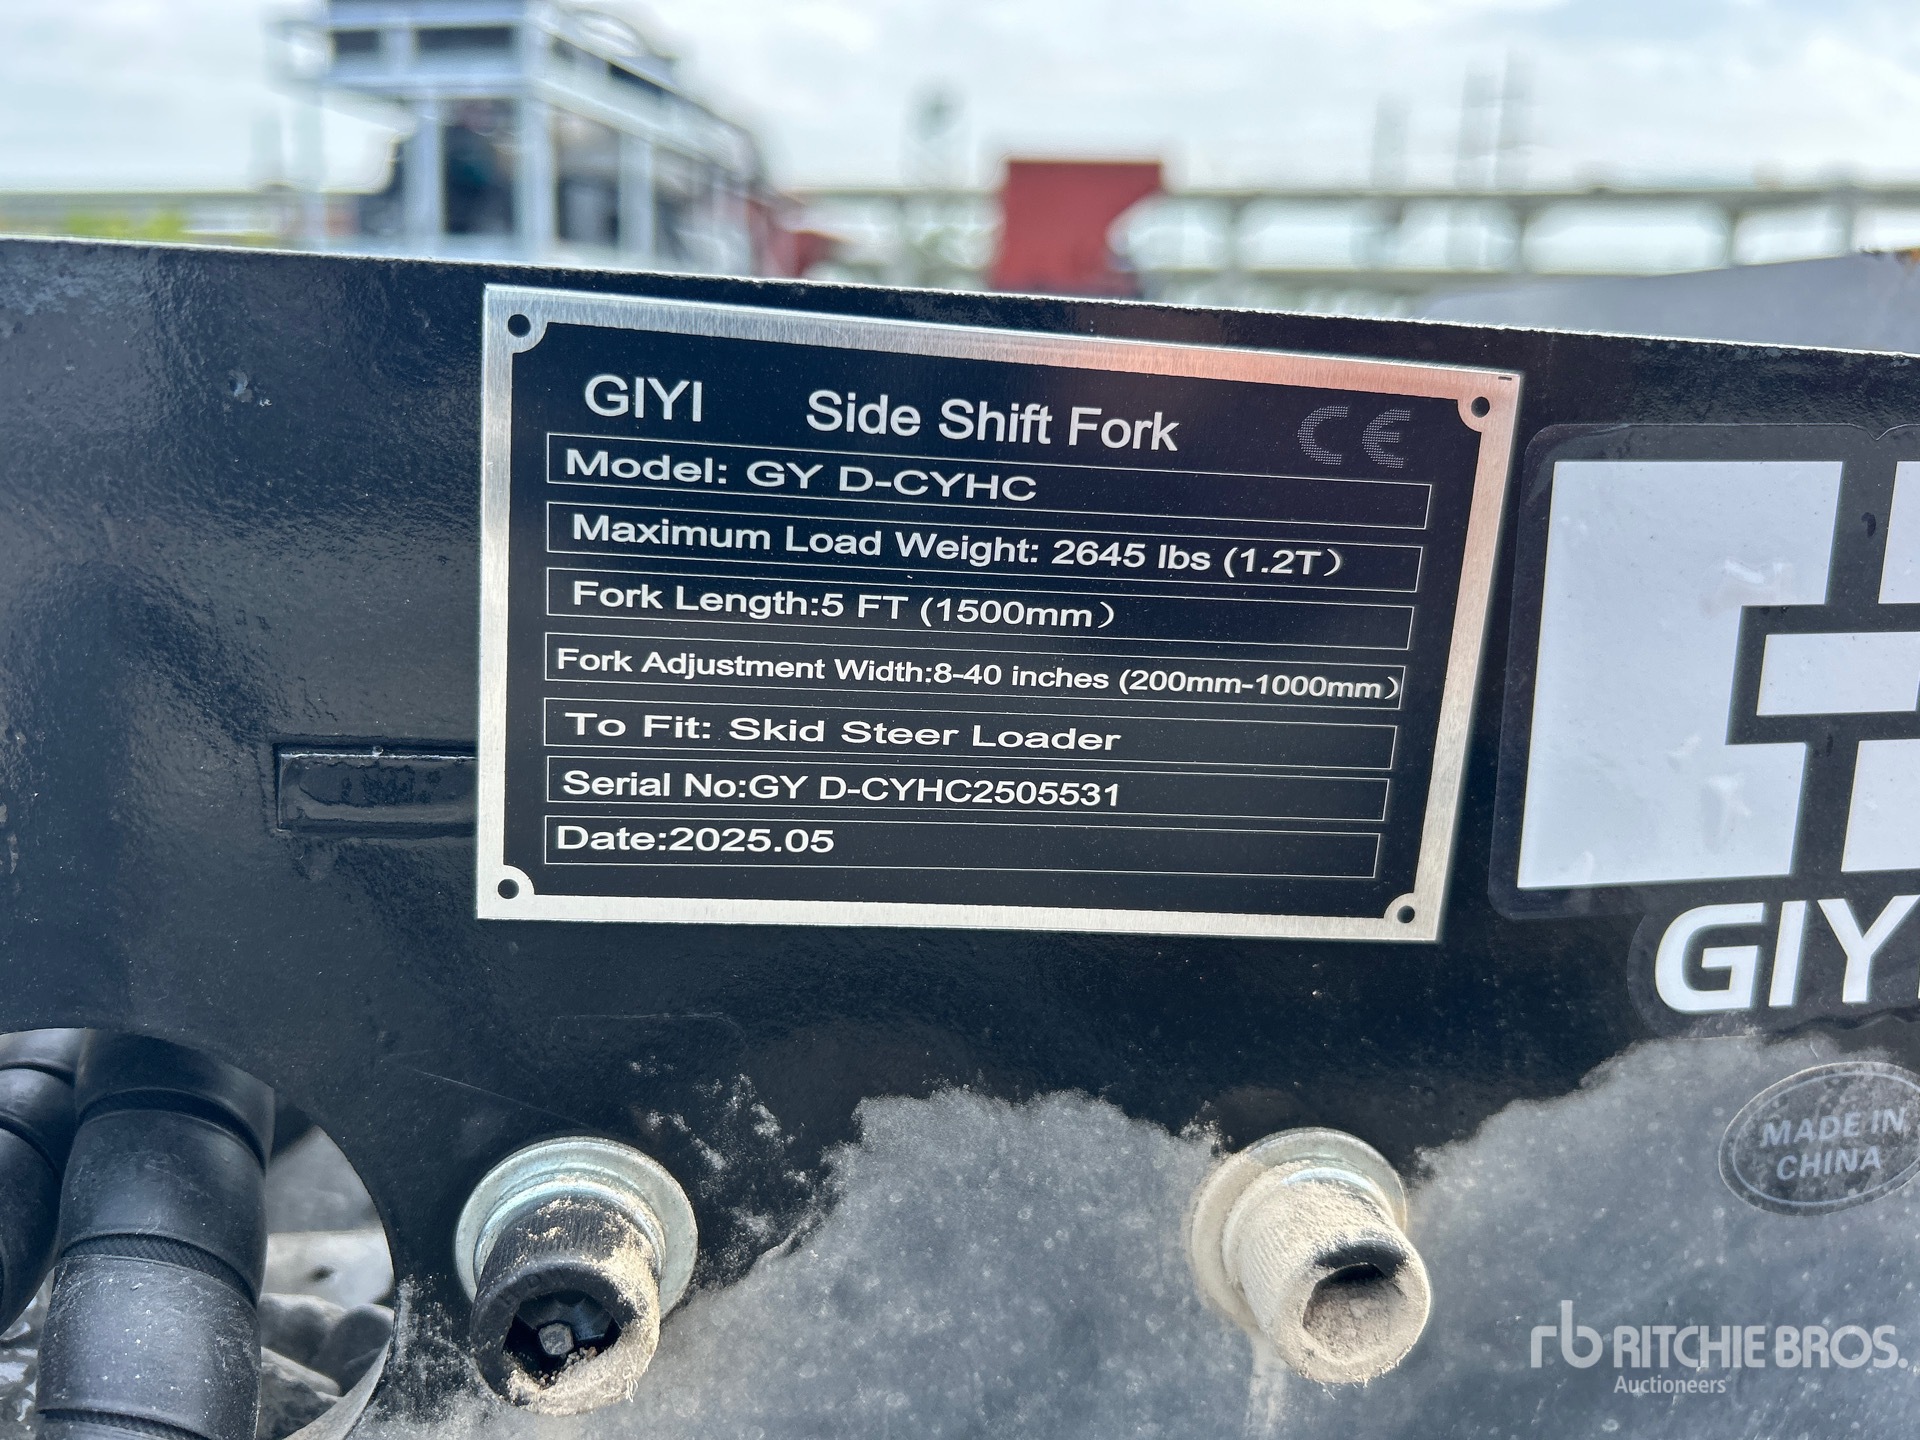 GIYI Side Shift Fork CE
Model: GY D-CYHC
Maximum Load Weight: 2645 lbs (1.2T）
Fork Length:5 FT (1500mm）
Fork Adjustment Width:8-40 inches (200mm-1000mm）
To Fit: Skid Steer Loader
Serial No:GY D-CYHC2505531
Date:2025.05
GIYI
MADE IN
CHINA
rb RITCHIE BROS.
Auctioneers